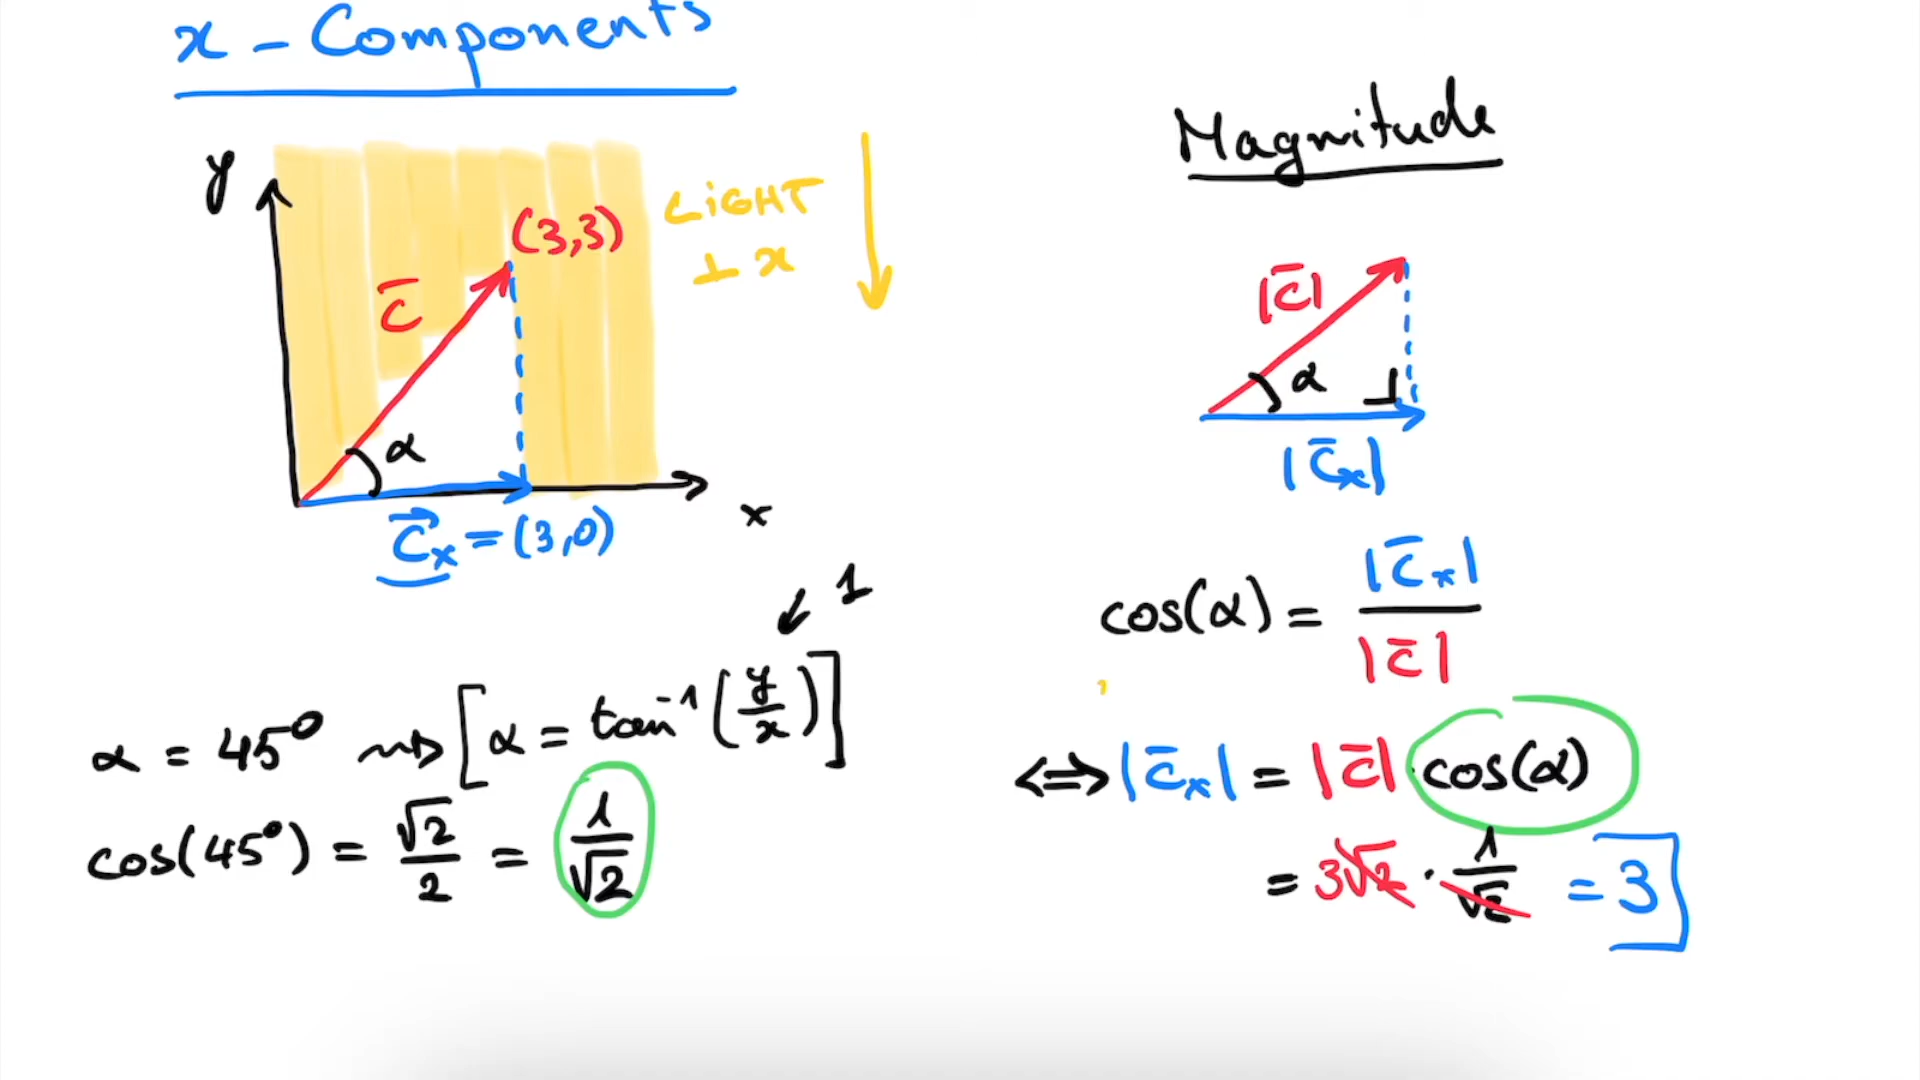 x - Components
y
(3,3)
LIGHT
⊥ x
c̄
α
x
c⃗ₓ = (3,0)
1
α = 45° ⇝ [α = tan⁻¹(y/x)]
cos(45°) = √2/2 = 1/√2
Magnitude
|c̄|
α
|c̄ₓ|
cos(α) = |c̄ₓ|/|c̄|
⟺ |c̄ₓ| = |c̄| · cos(α)
= 3√2 · 1/√2 = 3